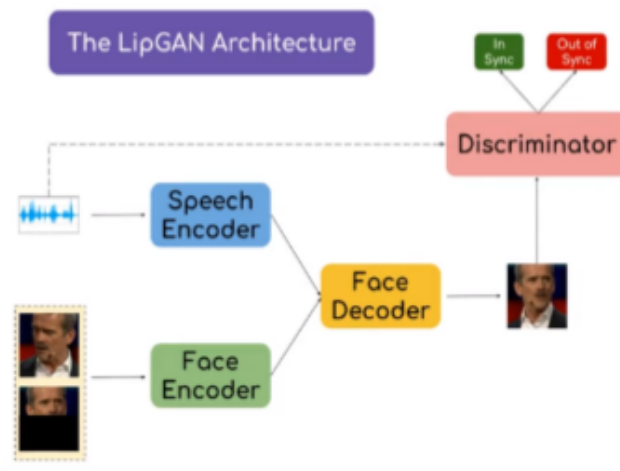 The LipGAN Architecture
In
Sync
Out of
Sync
Discriminator
Speech
Encoder
Face
Decoder
Face
Encoder